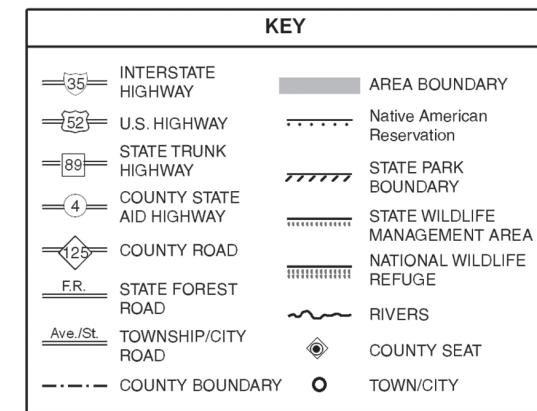 KEY
35 INTERSTATE
HIGHWAY
52 U.S. HIGHWAY
89 STATE TRUNK
HIGHWAY
4 COUNTY STATE
AID HIGHWAY
125 COUNTY ROAD
F.R. STATE FOREST
ROAD
Ave./St. TOWNSHIP/CITY
ROAD
COUNTY BOUNDARY
AREA BOUNDARY
Native American
Reservation
STATE PARK
BOUNDARY
STATE WILDLIFE
MANAGEMENT AREA
NATIONAL WILDLIFE
REFUGE
RIVERS
COUNTY SEAT
TOWN/CITY